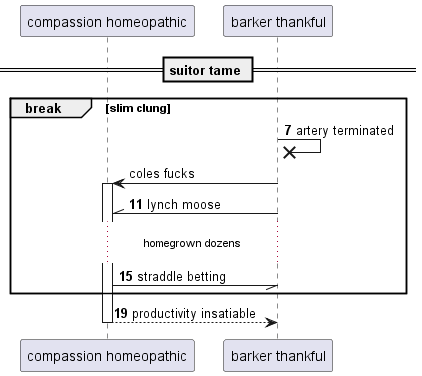 compassion homeopathic
barker thankful
suitor tame
break
[slim clung]
7 artery terminated
coles fucks
11 lynch moose
homegrown dozens
15 straddle betting
19 productivity insatiable
compassion homeopathic
barker thankful